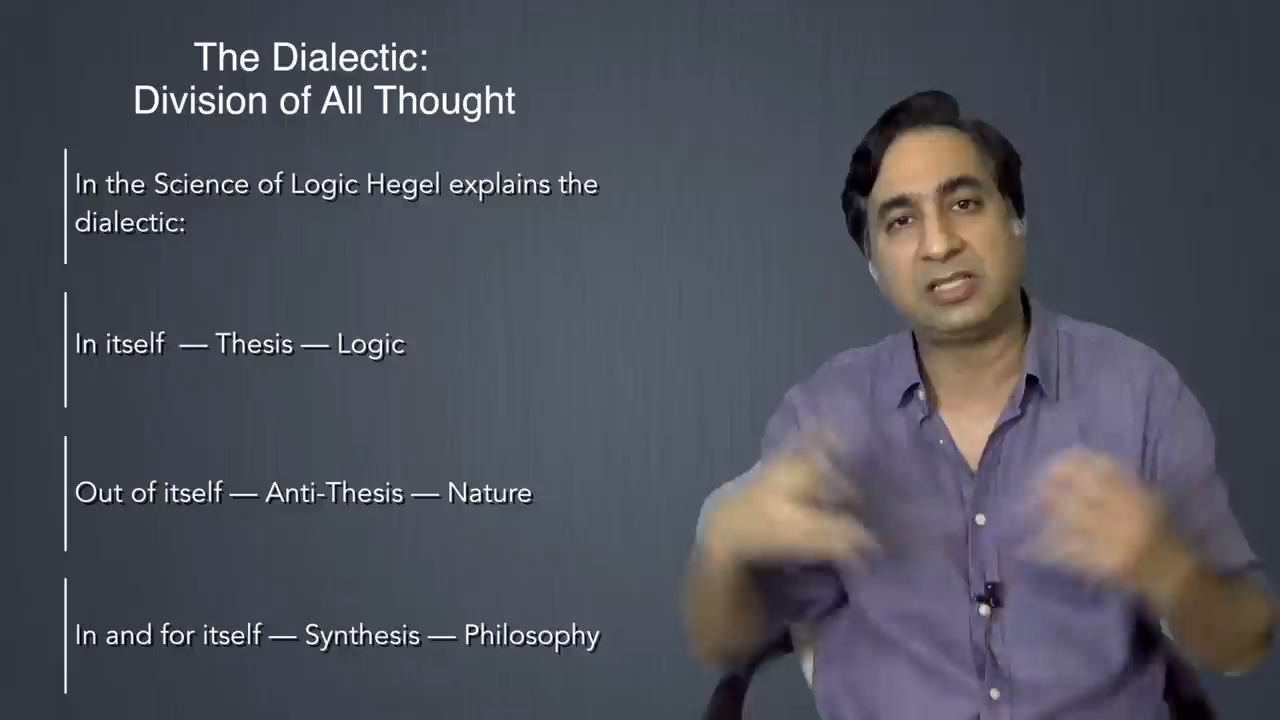 The Dialectic:
Division of All Thought
In the Science of Logic Hegel explains the
dialectic:
In itself — Thesis — Logic
Out of itself — Anti-Thesis — Nature
In and for itself — Synthesis — Philosophy